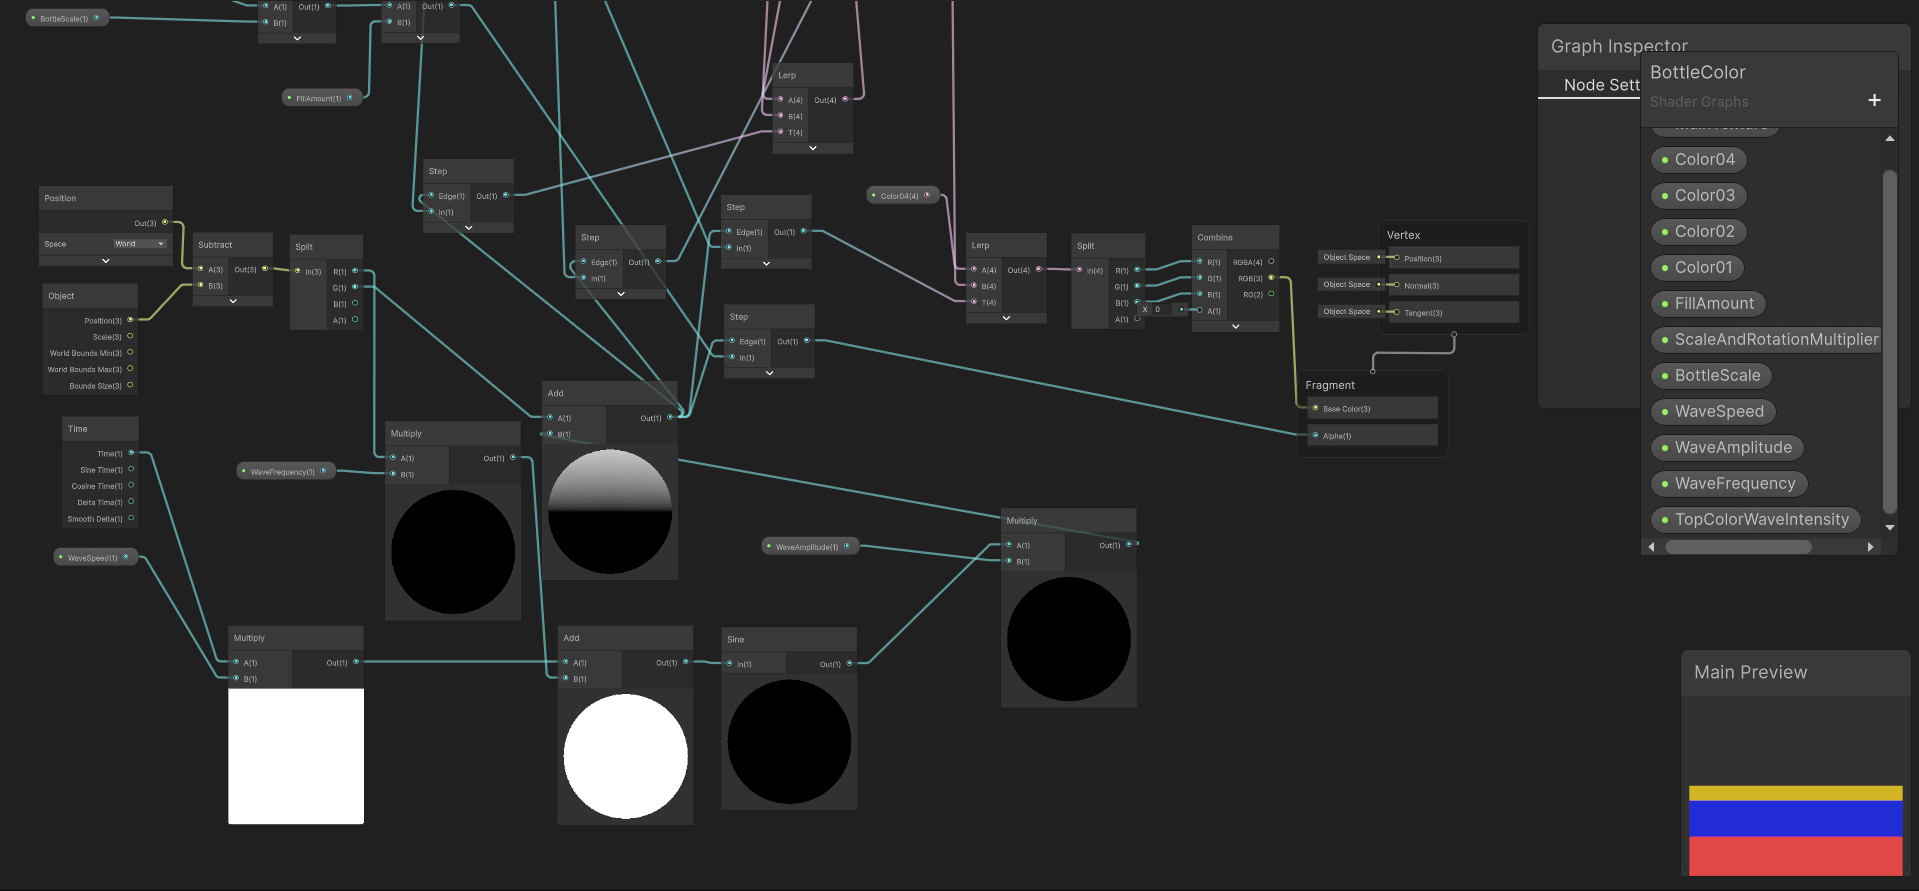 BottleScale(1)
A(1) Out(1)
B(1)
A(1) Out(1)
B(1)
FillAmount(1)
Lerp
A(4) Out(4)
B(4)
T(4)
Step
Edge(1) Out(1)
In(1)
Position
Out(3)
Space World
Subtract
A(3) Out(3)
B(3)
Split
In(3) R(1)
G(1)
B(1)
A(1)
Object
Position(3)
Scale(3)
World Bounds Min(3)
World Bounds Max(3)
Bounds Size(3)
Step
Edge(1) Out(1)
In(1)
Step
Edge(1) Out(1)
In(1)
Step
Edge(1) Out(1)
In(1)
Color04(4)
Lerp
A(4) Out(4)
B(4)
T(4)
Split
In(4) R(1)
G(1)
B(1)
A(1)
X 0
Combine
R(1) RGBA(4)
G(1) RGB(3)
B(1) RG(2)
A(1)
Vertex
Object Space Position(3)
Object Space Normal(3)
Object Space Tangent(3)
Fragment
Base Color(3)
Alpha(1)
Time
Time(1)
Sine Time(1)
Cosine Time(1)
Delta Time(1)
Smooth Delta(1)
WaveSpeed(1)
WaveFrequency(1)
Multiply
A(1) Out(1)
B(1)
Add
A(1) Out(1)
B(1)
WaveAmplitude(1)
Multiply
A(1) Out(1)
B(1)
Multiply
A(1) Out(1)
B(1)
Add
A(1) Out(1)
B(1)
Sine
In(1) Out(1)
Graph Inspector
Node Sett
BottleColor
Shader Graphs
+
MainTexture
Color04
Color03
Color02
Color01
FillAmount
ScaleAndRotationMultiplier
BottleScale
WaveSpeed
WaveAmplitude
WaveFrequency
TopColorWaveIntensity
Main Preview